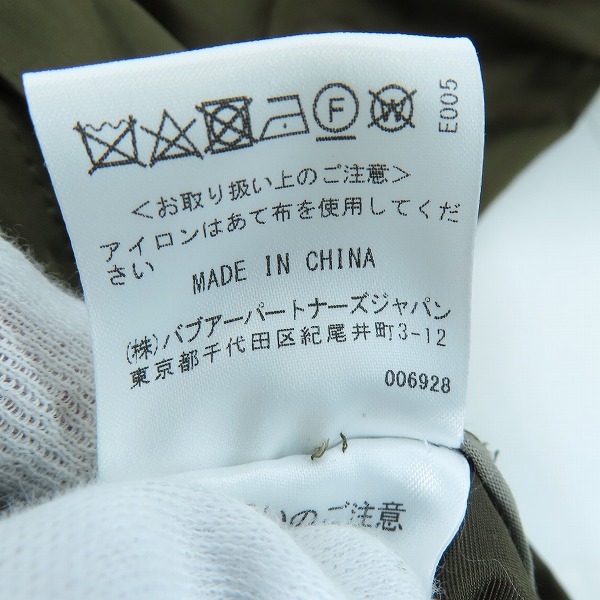 F W
E005
<お取り扱い上のご注意>
アイロンはあて布を使用してくだ
さい
MADE IN CHINA
(株)バブアーパートナーズジャパン
東京都千代田区紀尾井町3-12
006928
いのご注意